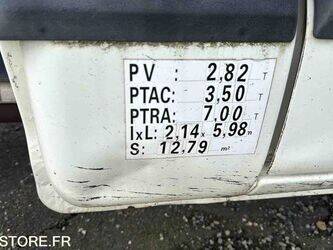 PV : 2,82 T
PTAC: 3,50 T
PTRA: 7,00 T
lxL: 2,14 x 5,98 m
S: 12,79 m²
STORE.FR